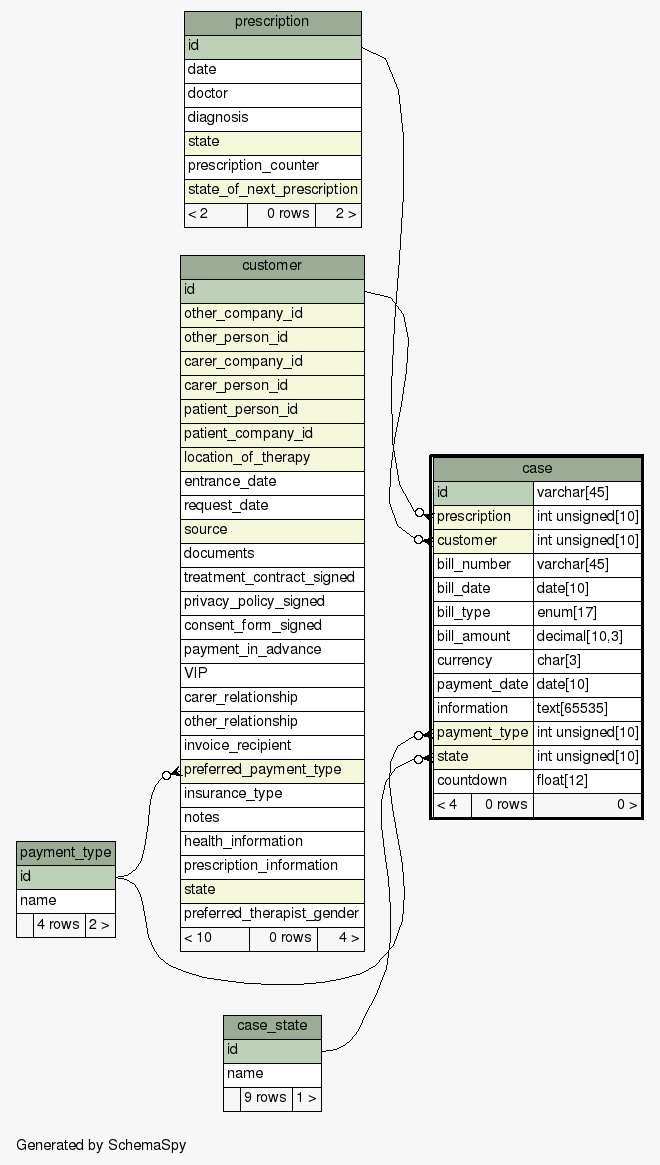 prescription
id
date
doctor
diagnosis
state
prescription_counter
state_of_next_prescription
< 2 0 rows 2 >
customer
id
other_company_id
other_person_id
carer_company_id
carer_person_id
patient_person_id
patient_company_id
location_of_therapy
entrance_date
request_date
source
documents
treatment_contract_signed
privacy_policy_signed
consent_form_signed
payment_in_advance
VIP
carer_relationship
other_relationship
invoice_recipient
preferred_payment_type
insurance_type
notes
health_information
prescription_information
state
preferred_therapist_gender
< 10 0 rows 4 >
case
id varchar[45]
prescription int unsigned[10]
customer int unsigned[10]
bill_number varchar[45]
bill_date date[10]
bill_type enum[17]
bill_amount decimal[10,3]
currency char[3]
payment_date date[10]
information text[65535]
payment_type int unsigned[10]
state int unsigned[10]
countdown float[12]
< 4 0 rows 0 >
payment_type
id
name
4 rows 2 >
case_state
id
name
9 rows 1 >
Generated by SchemaSpy